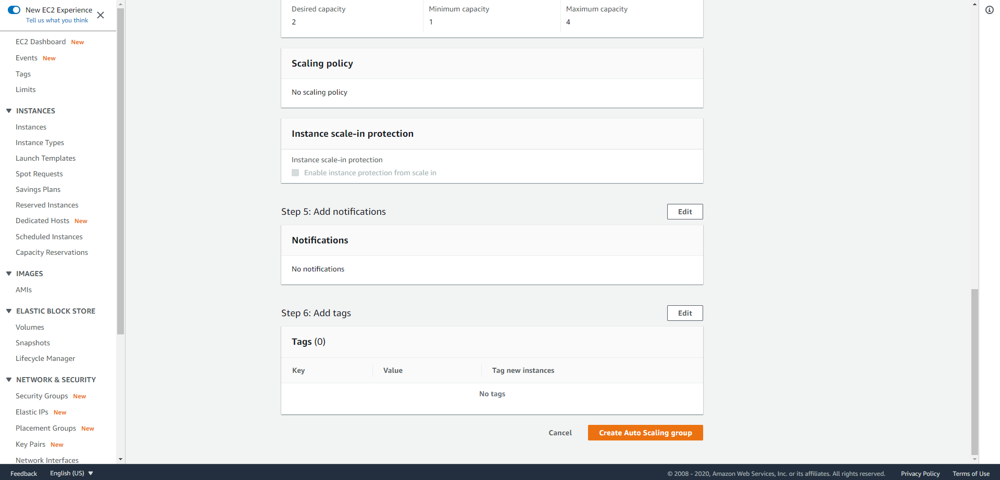 New EC2 Experience
Tell us what you think
EC2 Dashboard New
Events New
Tags
Limits
INSTANCES
Instances
Instance Types
Launch Templates
Spot Requests
Savings Plans
Reserved Instances
Dedicated Hosts New
Scheduled Instances
Capacity Reservations
IMAGES
AMIs
ELASTIC BLOCK STORE
Volumes
Snapshots
Lifecycle Manager
NETWORK & SECURITY
Security Groups New
Elastic IPs New
Placement Groups New
Key Pairs New
Network Interfaces
Desired capacity Minimum capacity Maximum capacity
2 1 4
Scaling policy
No scaling policy
Instance scale-in protection
Instance scale-in protection
Enable instance protection from scale in
Step 5: Add notifications Edit
Notifications
No notifications
Step 6: Add tags Edit
Tags (0)
Key Value Tag new instances
No tags
Cancel Create Auto Scaling group
Feedback English (US) © 2008 - 2020, Amazon Web Services, Inc. or its affiliates. All rights reserved. Privacy Policy Terms of Use